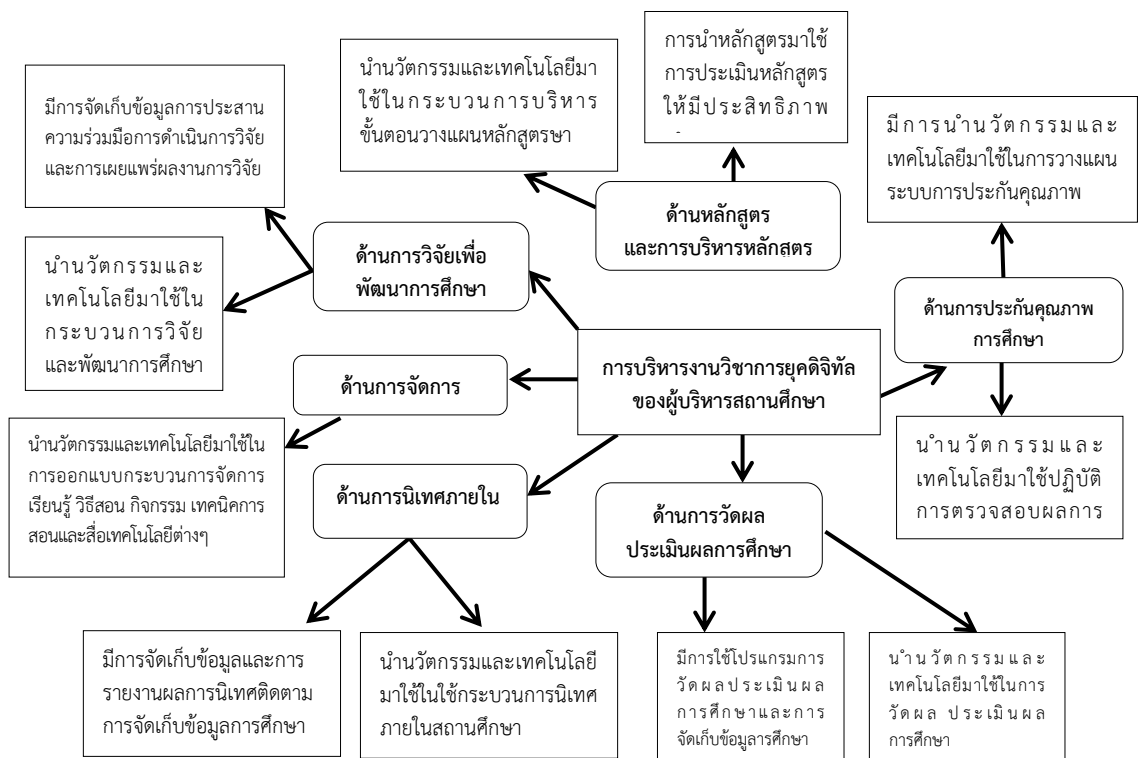 การนำหลักสูตรมาใช้
การประเมินหลักสูตร
ให้มีประสิทธิภาพ
นำนวัตกรรมและเทคโนโลยีมา
ใช้ในกระบวนการบริหาร
ขั้นตอนวางแผนหลักสูตรษา
มีการจัดเก็บข้อมูลการประสาน
ความร่วมมือการดำเนินการวิจัย
และการเผยแพร่ผลงานการวิจัย
มีการนำนวัตกรรมและ
เทคโนโลยีมาใช้ในการวางแผน
ระบบการประกันคุณภาพ
ด้านหลักสูตร
และการบริหารหลักสูตร
ด้านการวิจัยเพื่อ
พัฒนาการศึกษา
นำนวัตกรรมและ
เทคโนโลยีมาใช้ใน
กระบวนการวิจัย
และพัฒนาการศึกษา
ด้านการประกันคุณภาพ
การศึกษา
การบริหารงานวิชาการยุคดิจิทัล
ของผู้บริหารสถานศึกษา
ด้านการจัดการ
นำนวัตกรรมและเทคโนโลยีมาใช้ใน
การออกแบบกระบวนการจัดการ
เรียนรู้ วิธีสอน กิจกรรม เทคนิคการ
สอนและสื่อเทคโนโลยีต่างๆ
ด้านการนิเทศภายใน
ด้านการวัดผล
ประเมินผลการศึกษา
นำนวัตกรรมและ
เทคโนโลยีมาใช้ปฏิบัติ
การตรวจสอบผลการ
มีการจัดเก็บข้อมูลและการ
รายงานผลการนิเทศติดตาม
การจัดเก็บข้อมูลการศึกษา
นำนวัตกรรมและเทคโนโลยี
มาใช้ในใช้กระบวนการนิเทศ
ภายในสถานศึกษา
มีการใช้โปรแกรมการ
วัดผลประเมินผล
การศึกษาและการ
จัดเก็บข้อมูลารศึกษา
นำนวัตกรรมและ
เทคโนโลยีมาใช้ในการ
วัดผล ประเมินผล
การศึกษา